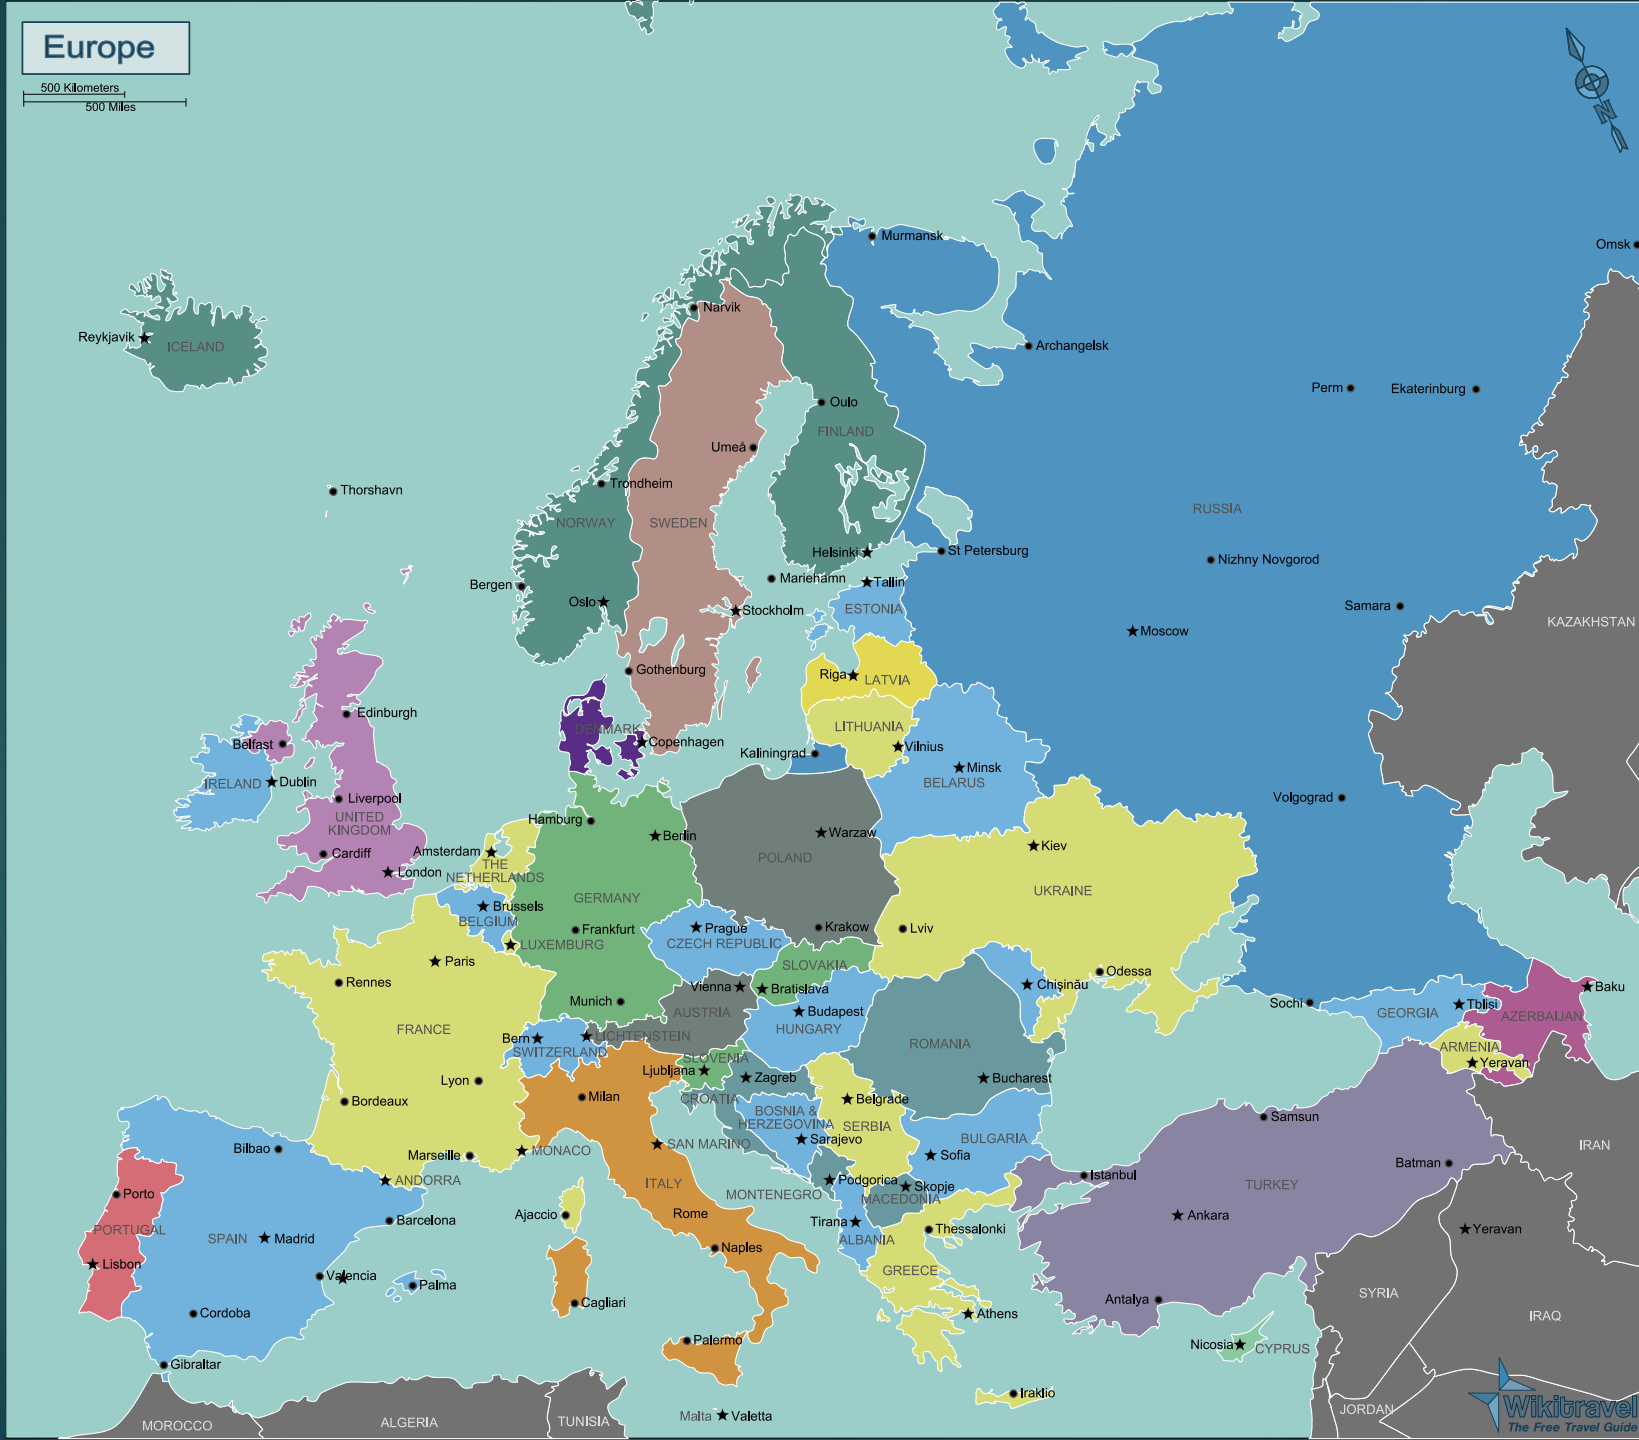 Europe
500 Kilometers
500 Miles
N
Murmansk
Omsk
Narvik
Reykjavik
ICELAND
Archangelsk
Perm
Ekaterinburg
Oulo
FINLAND
Umeå
Thorshavn
Trondheim
NORWAY
SWEDEN
RUSSIA
Helsinki
St Petersburg
Nizhny Novgorod
Bergen
Mariehamn
Tallin
Oslo
Stockholm
ESTONIA
Samara
KAZAKHSTAN
Moscow
Gothenburg
Riga
LATVIA
Edinburgh
DENMARK
LITHUANIA
Belfast
Copenhagen
Kaliningrad
Vilnius
IRELAND
Dublin
Minsk
BELARUS
Liverpool
Volgograd
UNITED
KINGDOM
Hamburg
Berlin
Warzaw
Cardiff
Amsterdam
Kiev
London
THE
NETHERLANDS
POLAND
UKRAINE
GERMANY
Brussels
BELGIUM
Frankfurt
Prague
Krakow
Lviv
LUXEMBURG
CZECH REPUBLIC
Paris
SLOVAKIA
Odessa
Rennes
Vienna
Bratislava
Chişinău
Baku
Munich
Budapest
Sochi
Tblisi
FRANCE
AUSTRIA
HUNGARY
GEORGIA
AZERBAIJAN
Bern
LICHTENSTEIN
SWITZERLAND
ROMANIA
ARMENIA
SLOVENIA
Yeravan
Ljubljana
Zagreb
Bucharest
Lyon
Bordeaux
Milan
CROATIA
Belgrade
BOSNIA &
HERZEGOVINA
SERBIA
Samsun
Bilbao
Marseille
MONACO
SAN MARINO
Sarajevo
BULGARIA
Sofia
IRAN
Batman
ANDORRA
ITALY
Podgorica
Istanbul
TURKEY
Porto
MONTENEGRO
Skopje
MACEDONIA
PORTUGAL
Barcelona
Ajaccio
Rome
Tirana
Ankara
SPAIN
Madrid
ALBANIA
Thessalonki
Yeravan
Lisbon
Naples
Valencia
Palma
GREECE
SYRIA
Cordoba
Cagliari
Athens
Antalya
IRAQ
Palermo
Nicosia
CYPRUS
Gibraltar
Iraklio
MOROCCO
ALGERIA
TUNISIA
Malta
Valetta
JORDAN
Wikitravel
The Free Travel Guide